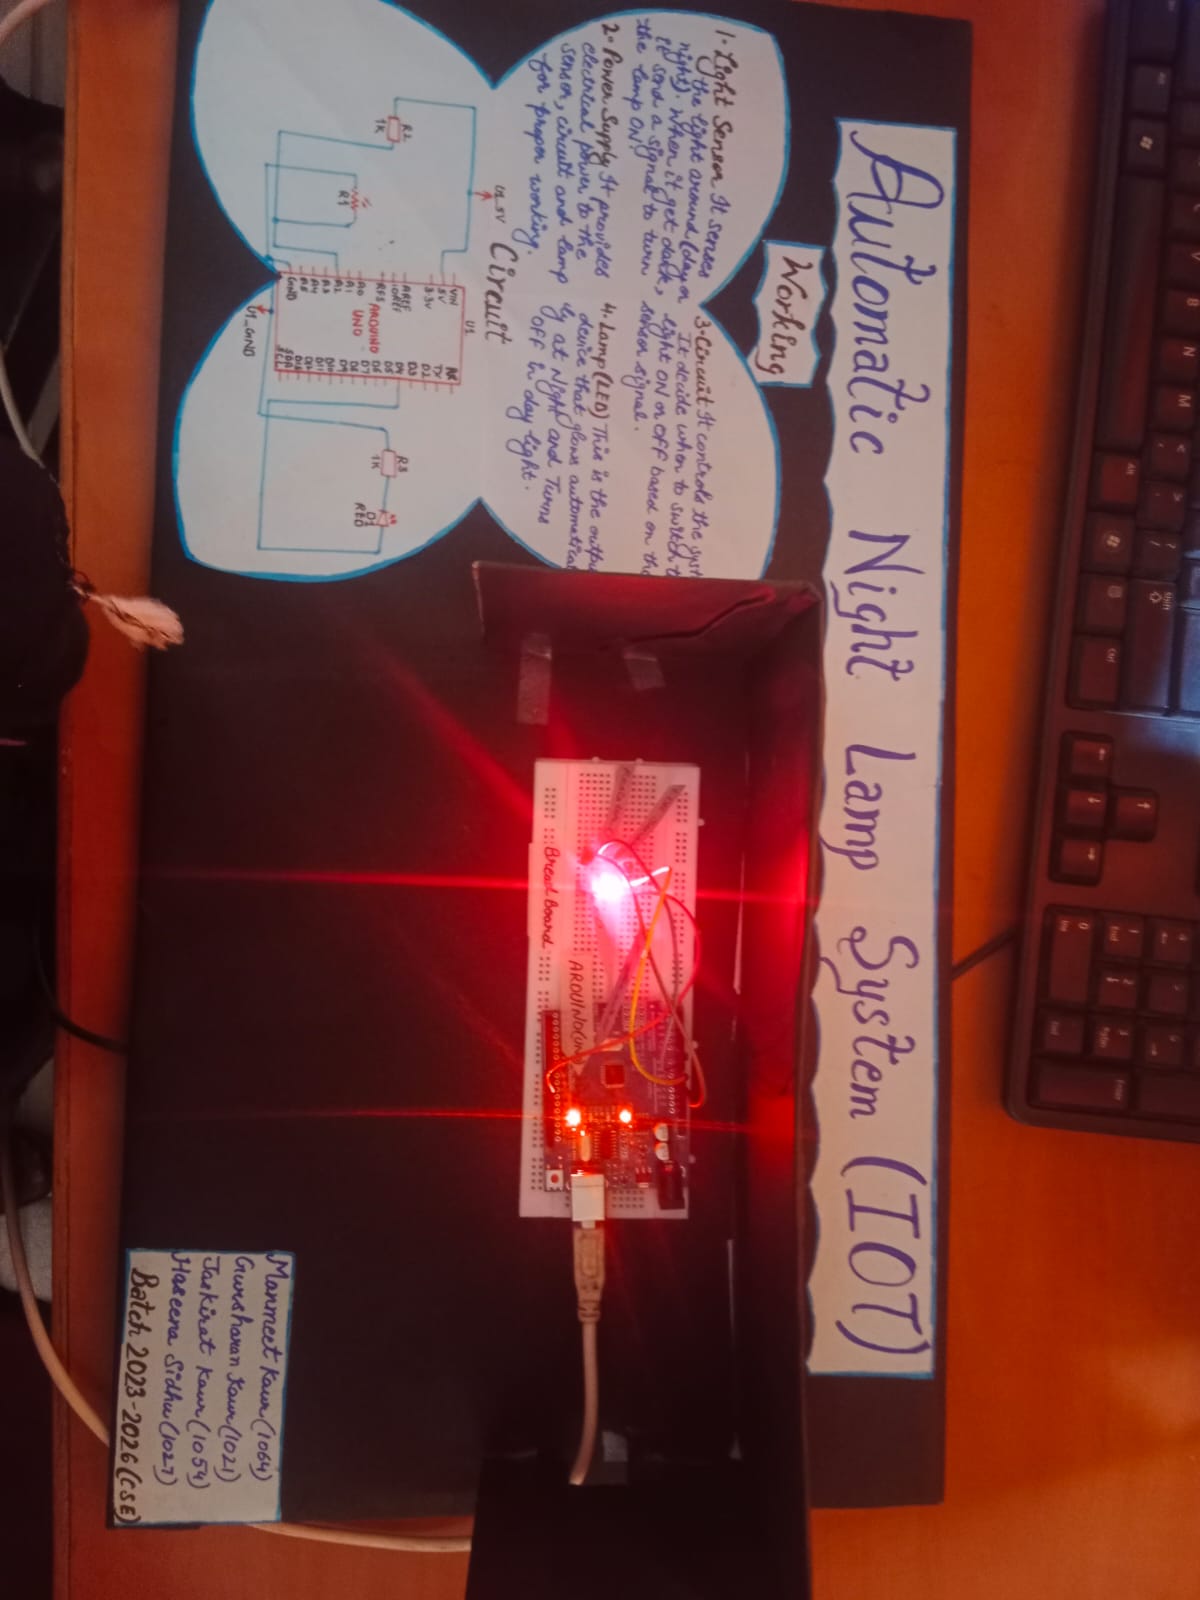 Automatic Night Lamp System (IOT)
Working
1. Light Sensor It senses
the light around (day or
night). When it get dark,
it send a signal to turn
the lamp ON.
2. Power Supply It provides
electrical power to the
sensor, circuit and lamp
for proper working.
3. Circuit It controls the syst
It decide when to switch t
light ON or OFF based on the
sensor signal.
4. Lamp (LED) This is the outpu
device that glows automatical
ly at Night and Turns
OFF in day light.
Circuit
U1_5V
U1
VIN
5V
3.3V
AREF
IOREF
RES
A0
A1
A2
A3
A4
A5
GND
ARDUINO
UNO
RX
TX
D2
D3
D4
D5
D6
D7
D8
D9
D10
D11
D12
D13
SDA
SCL
R2
1K
R1
R3
1K
D1
RED
U1_GND
ARDUINO(UNO)
Bread Board
Manmeet Kaur (1064)
Gursharan Kaur (1021)
Jaskirat Kaur (1054)
Haseena Sidhu (1027)
Batch 2023-2026 (CSE)
V
B
N
M
<
,
>
.
?
/
Shift
Alt
Alt
Ctrl
1
End
2
3
PgDn
Enter
0
Ins
Del